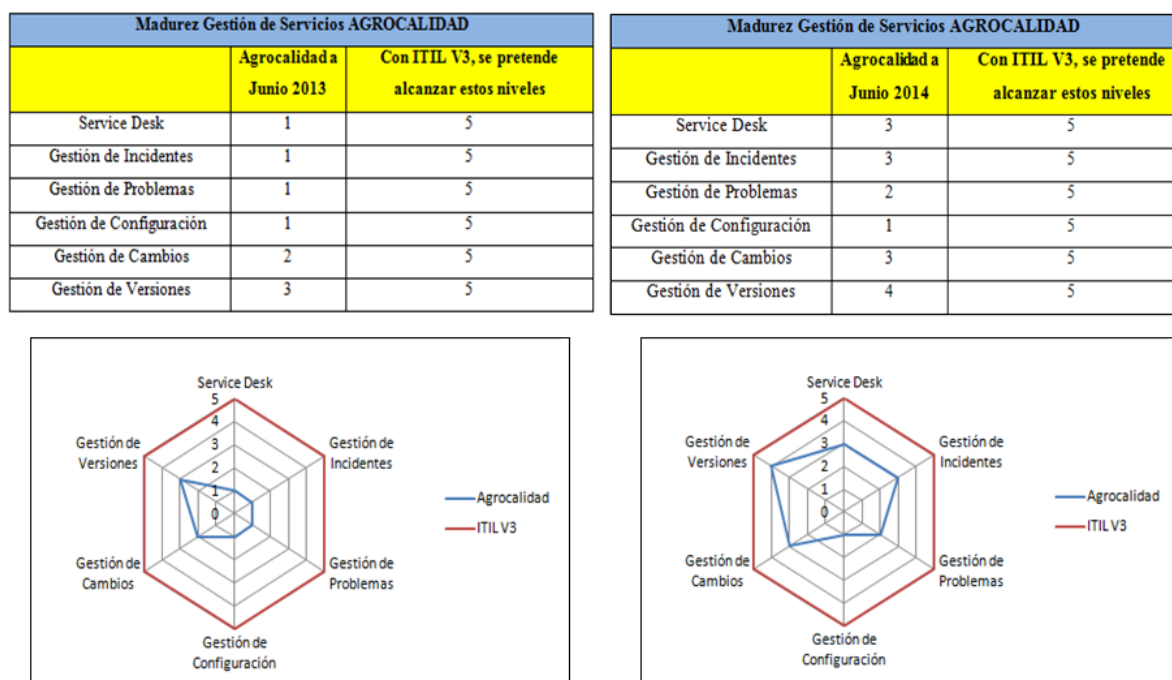 Madurez Gestión de Servicios AGROCALIDAD
Agrocalidad a Con ITIL V3, se pretende
Junio 2013 alcanzar estos niveles
Service Desk 1 5
Gestión de Incidentes 1 5
Gestión de Problemas 1 5
Gestión de Configuración 1 5
Gestión de Cambios 2 5
Gestión de Versiones 3 5
Madurez Gestión de Servicios AGROCALIDAD
Agrocalidad a Con ITIL V3, se pretende
Junio 2014 alcanzar estos niveles
Service Desk 3 5
Gestión de Incidentes 3 5
Gestión de Problemas 2 5
Gestión de Configuración 1 5
Gestión de Cambios 3 5
Gestión de Versiones 4 5
Service Desk
5
4
3
2
1
0
Gestión de
Incidentes
Gestión de
Problemas
Gestión de
Configuración
Gestión de
Cambios
Gestión de
Versiones
Agrocalidad
ITIL V3
Service Desk
5
4
3
2
1
0
Gestión de
Incidentes
Gestión de
Problemas
Gestión de
Configuración
Gestión de
Cambios
Gestión de
Versiones
Agrocalidad
ITIL V3